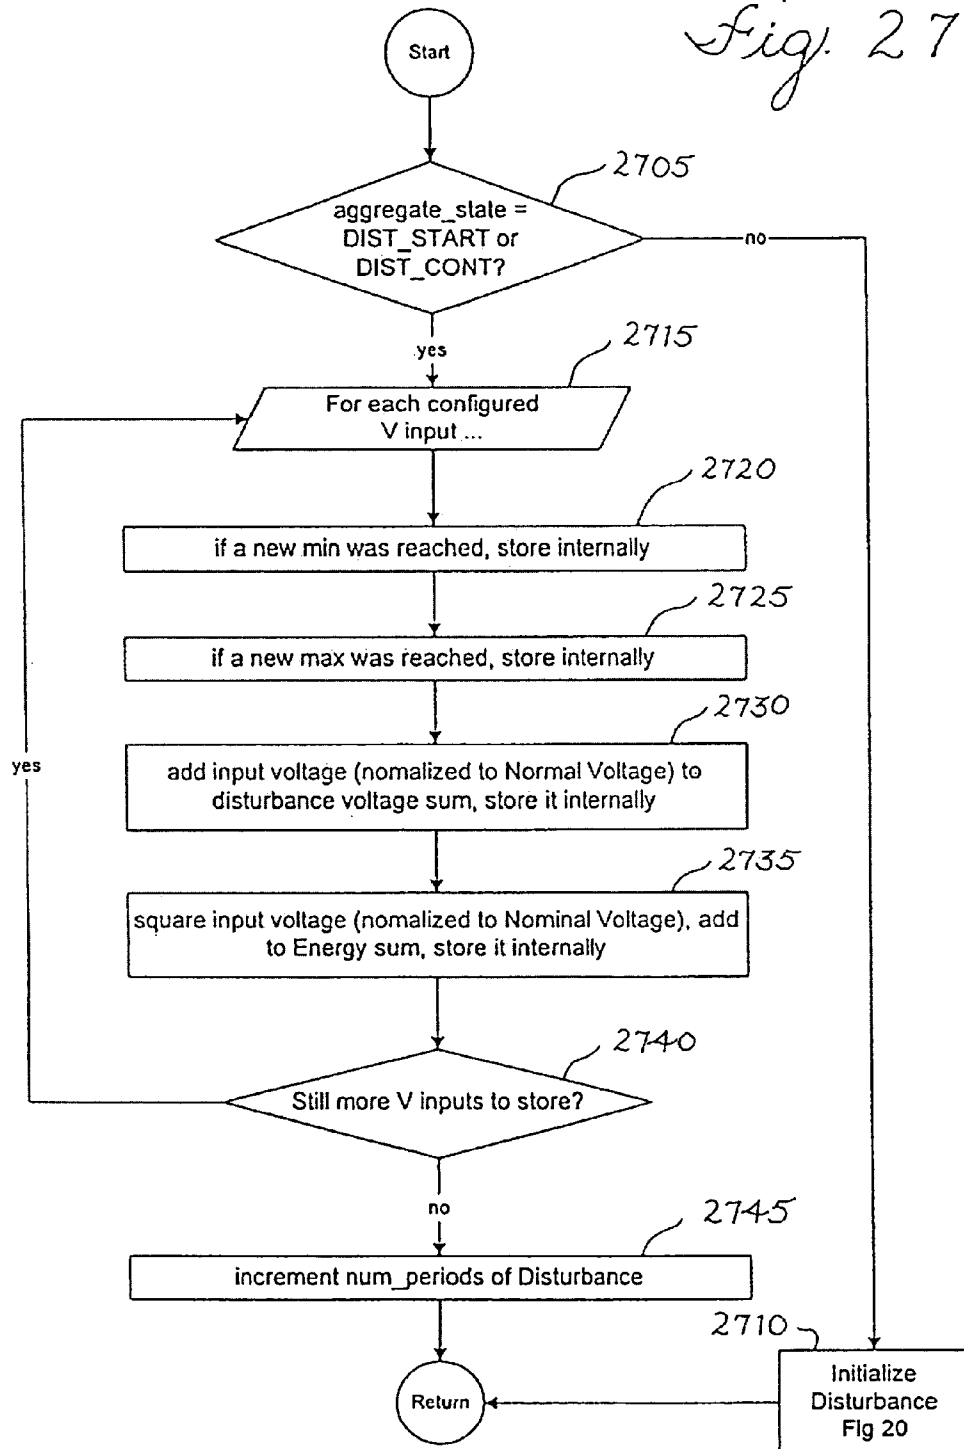 Fig. 27
Start
2705
aggregate_state =
DIST_START or
DIST_CONT?
no
yes
2715
For each configured
V input ...
2720
if a new min was reached, store internally
2725
if a new max was reached, store internally
2730
add input voltage (nomalized to Normal Voltage) to
disturbance voltage sum, store it internally
yes
2735
square input voltage (nomalized to Nominal Voltage), add
to Energy sum, store it internally
2740
Still more V inputs to store?
no
2745
increment num_periods of Disturbance
2710
Return
Initialize
Disturbance
Fig 20